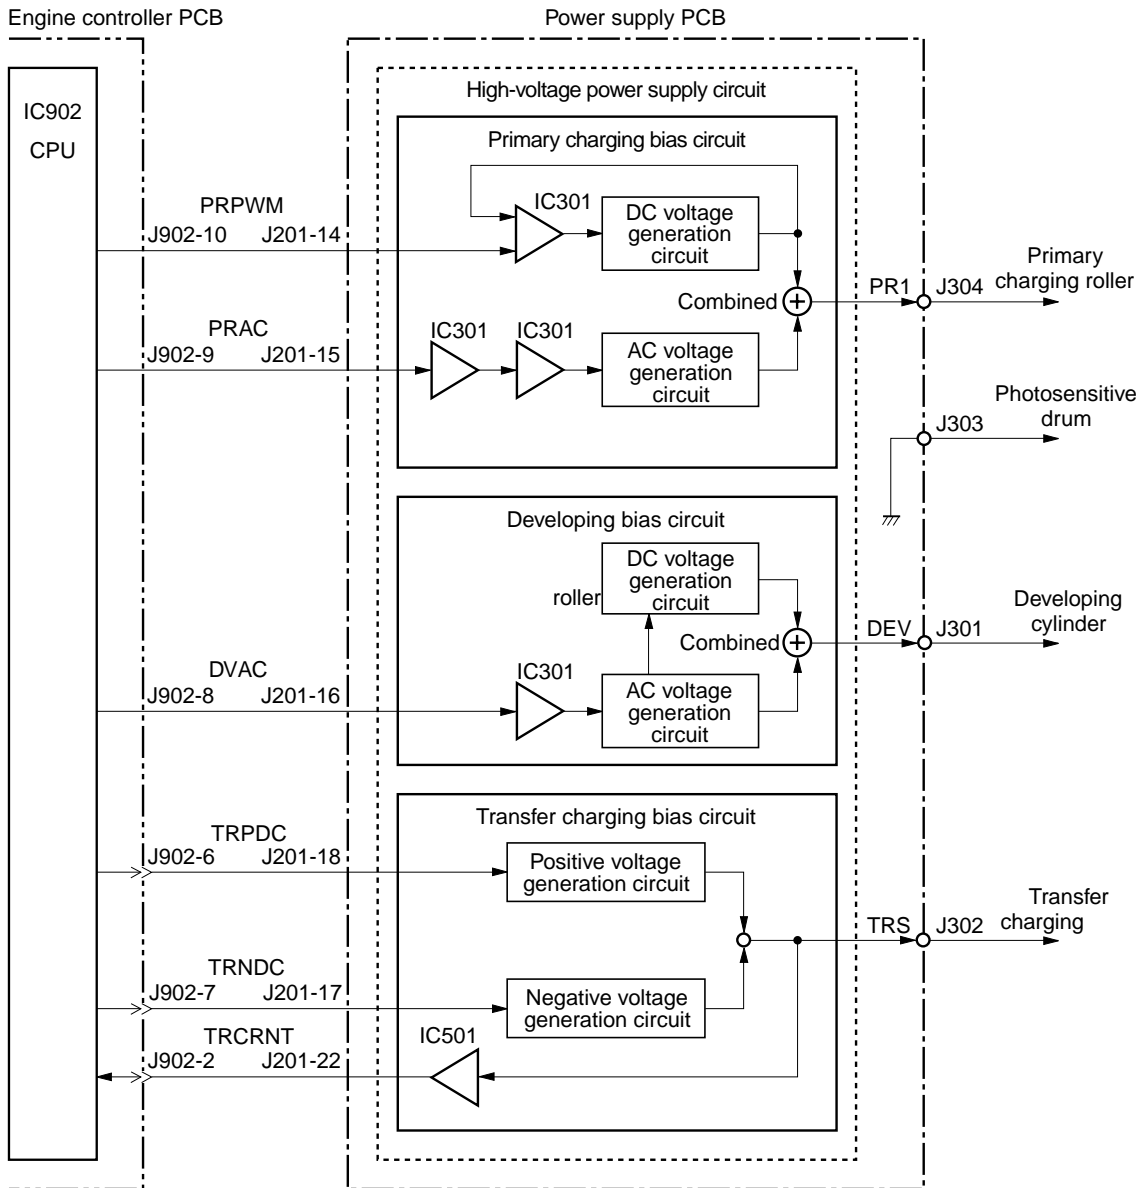 Engine controller PCB
Power supply PCB
IC902
CPU
High-voltage power supply circuit
Primary charging bias circuit
PRPWM
J902-10
J201-14
IC301
DC voltage
generation
circuit
Combined
PR1
J304
Primary
charging roller
PRAC
J902-9
J201-15
IC301
IC301
AC voltage
generation
circuit
J303
Photosensitive
drum
Developing bias circuit
roller
DC voltage
generation
circuit
Combined
DEV
J301
Developing
cylinder
DVAC
J902-8
J201-16
IC301
AC voltage
generation
circuit
Transfer charging bias circuit
TRPDC
J902-6
J201-18
Positive voltage
generation circuit
TRS
J302
Transfer
charging
TRNDC
J902-7
J201-17
Negative voltage
generation circuit
TRCRNT
J902-2
J201-22
IC501